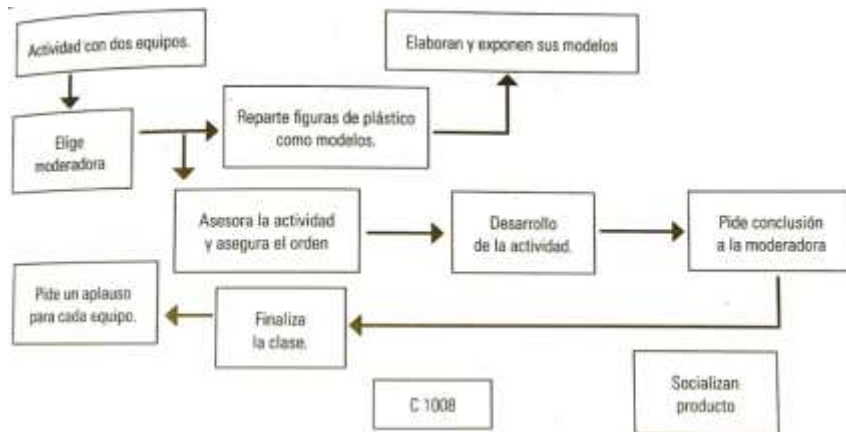 Actividad con dos equipos.
Elaboran y exponen sus modelos
Elige
moderadora
Reparte figuras de plástico
como modelos.
Asesora la actividad
y asegura el orden
Desarrollo
de la actividad.
Pide conclusión
a la moderadora
Pide un aplauso
para cada equipo.
Finaliza
la clase.
C 1008
Socializan
producto